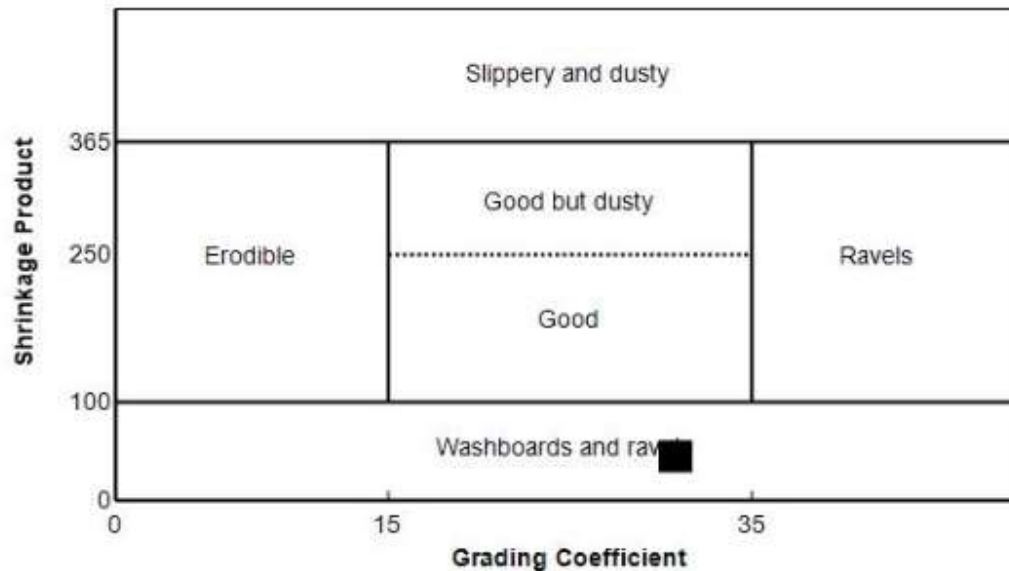 Slippery and dusty
365
Good but dusty
Shrinkage Product
250
Erodible
Ravels
Good
100
Washboards and
0
0 15 35
Grading Coefficient